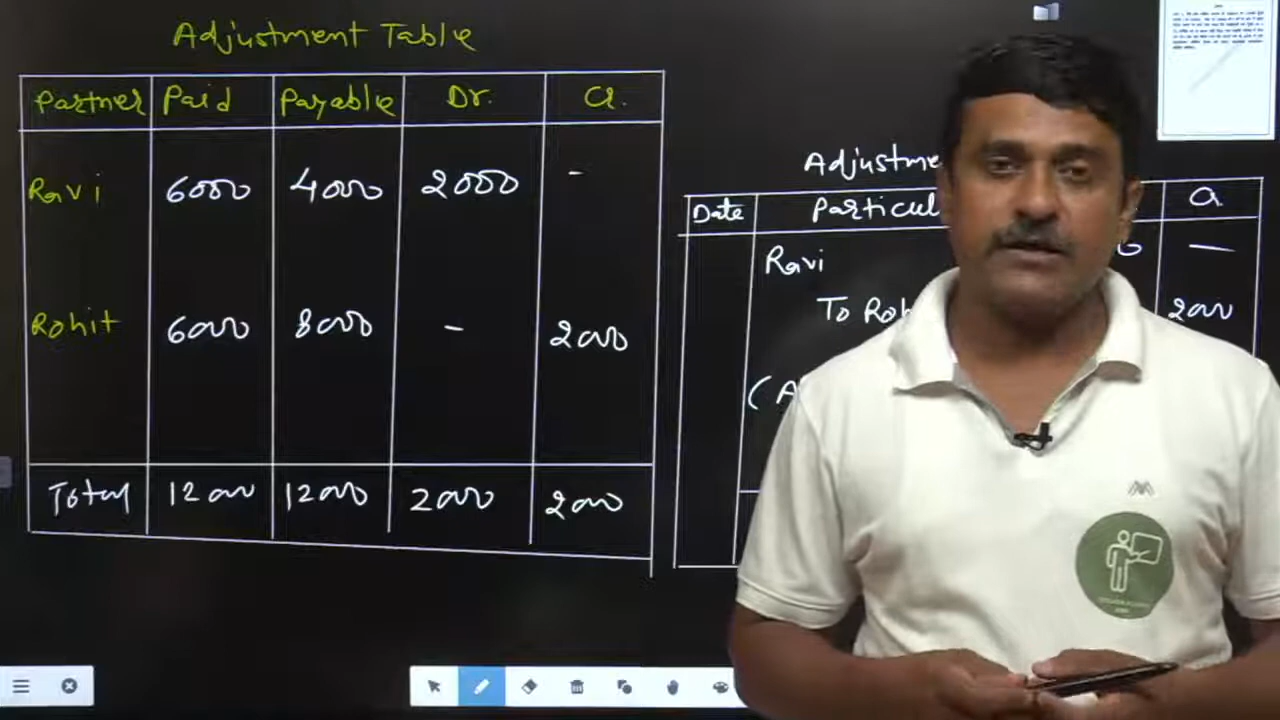 Adjustment Table
Partner Paid Payable Dr. Cr.
Ravi 6000 4000 2000 -
Rohit 6000 8000 - 2000
Total 12000 12000 2000 2000
Adjustme
Date Particul Cr.
Ravi 0 —
To Roh 2000
(A